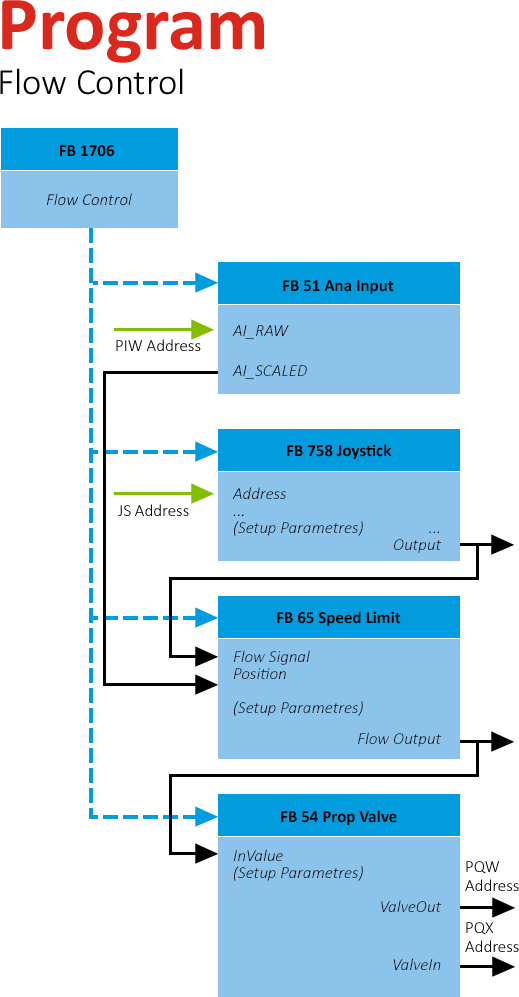 Program
Flow Control
FB 1706
Flow Control
FB 51 Ana Input
AI_RAW
PIW Address
AI_SCALED
FB 758 Joystick
Address
JS Address
...
(Setup Parametres) ...
Output
FB 65 Speed Limit
Flow Signal
Position
(Setup Parametres)
Flow Output
FB 54 Prop Valve
InValue
(Setup Parametres)
PQW
Address
ValveOut
PQX
Address
ValveIn